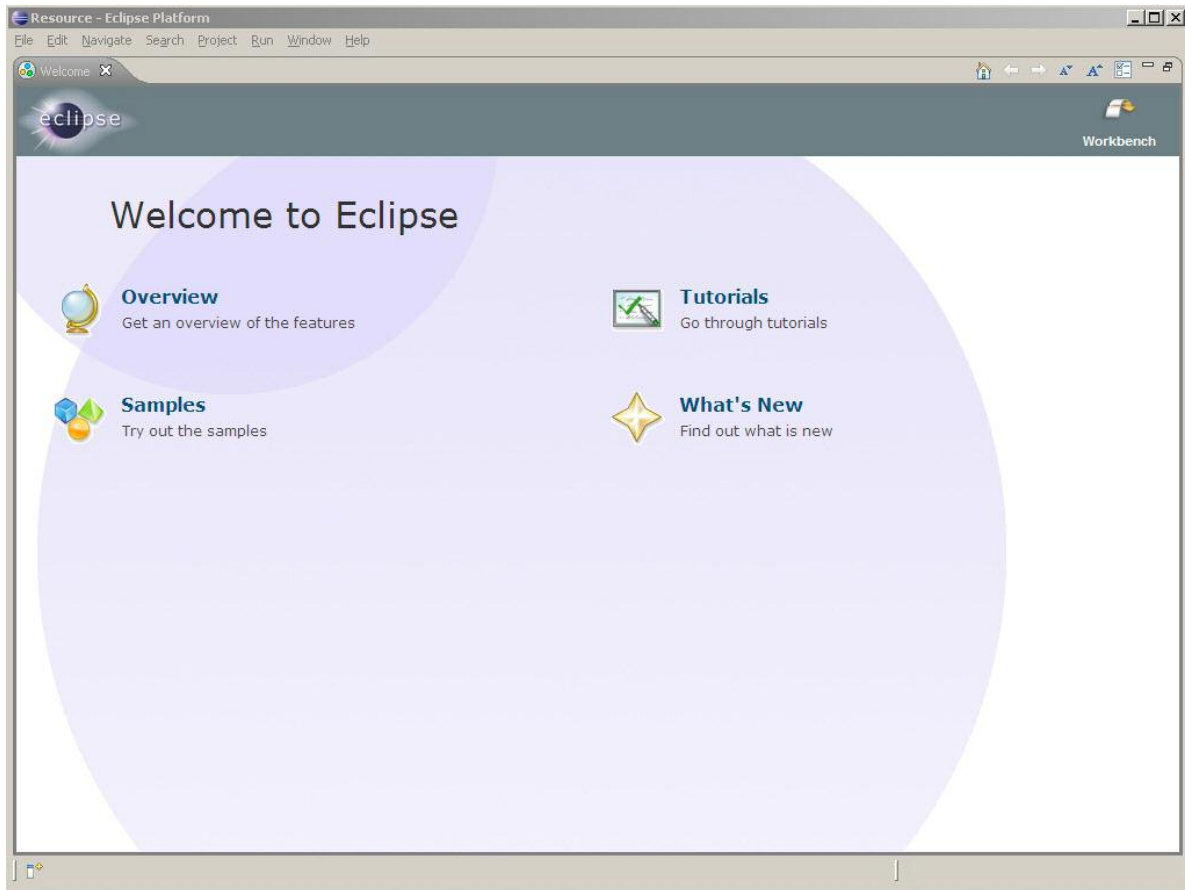 Resource - Eclipse Platform
File Edit Navigate Search Project Run Window Help
Welcome
eclipse
Workbench
Welcome to Eclipse
Overview
Get an overview of the features
Tutorials
Go through tutorials
Samples
Try out the samples
What's New
Find out what is new